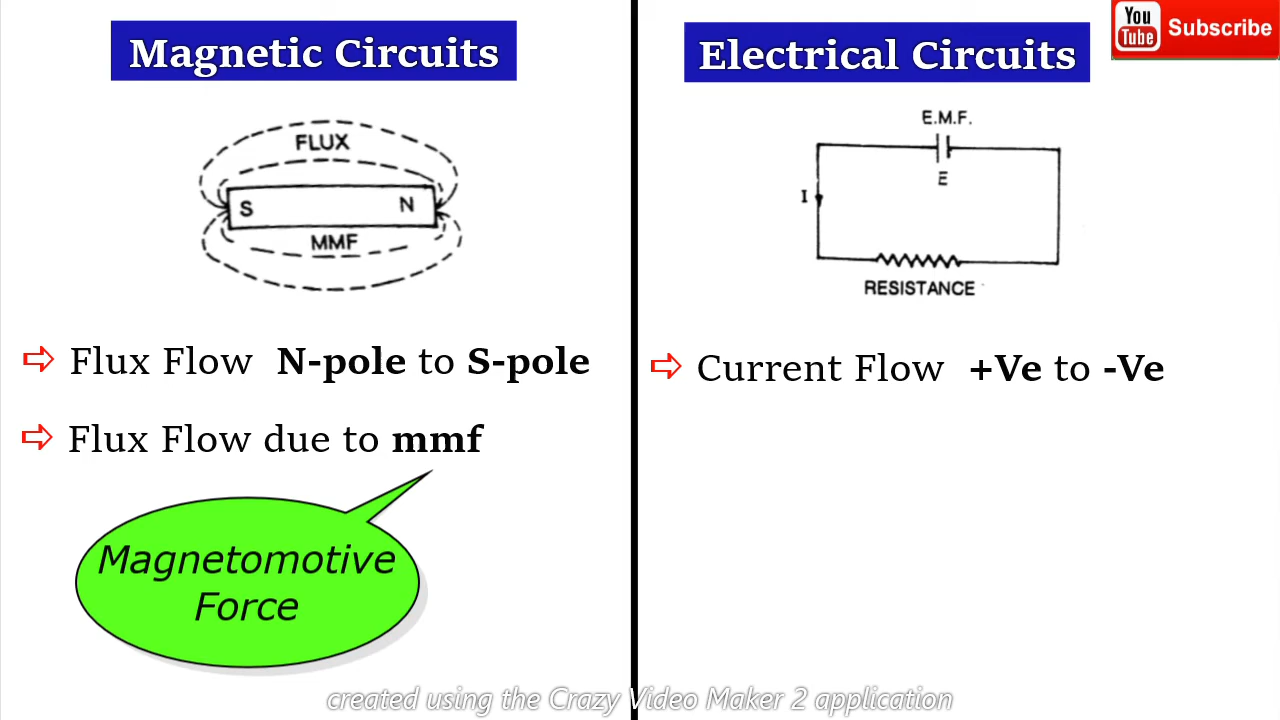 Magnetic Circuits
FLUX
S N
MMF
Flux Flow N-pole to S-pole
Flux Flow due to mmf
Magnetomotive
Force
Electrical Circuits
You
Tube
Subscribe
E.M.F.
E
I
RESISTANCE
Current Flow +Ve to -Ve
created using the Crazy Video Maker 2 application